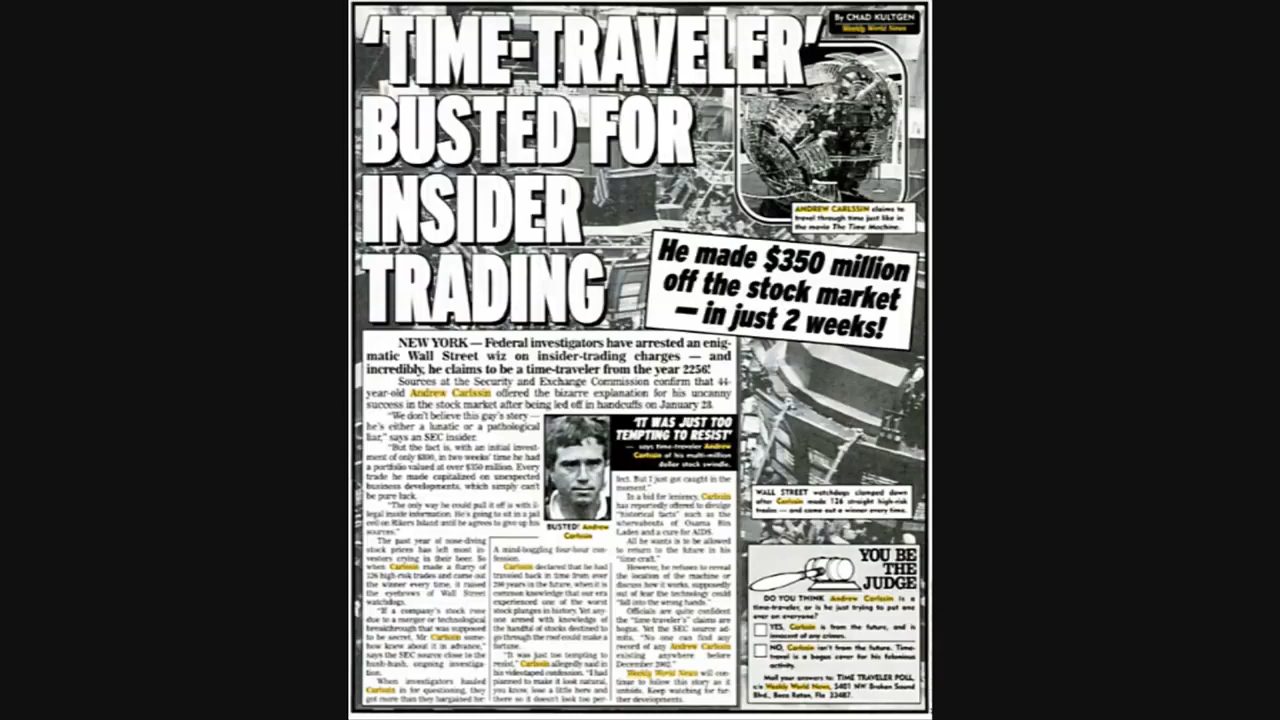 'TIME-TRAVELER'
BUSTED FOR
INSIDER
TRADING
By CHAD KULTGEN
Weekly World News
ANDREW CARLSSIN claims to
travel through time just like in
the movie The Time Machine.
He made $350 million
off the stock market
— in just 2 weeks!
NEW YORK — Federal investigators have arrested an enig-
matic Wall Street wiz on insider-trading charges — and
incredibly, he claims to be a time-traveler from the year 2256!
Sources at the Security and Exchange Commission confirm that 44-
year-old Andrew Carlssin offered the bizarre explanation for his uncanny
success in the stock market after being led off in handcuffs on January 28.
"We don't believe this guy's story —
he's either a lunatic or a pathological
liar," says an SEC insider.
"But the fact is, with an initial invest-
ment of only $800, in two weeks' time he had
a portfolio valued at over $350 million. Every
trade he made capitalized on unexpected
business developments, which simply can't
be pure luck.
"The only way he could pull it off is with il-
legal inside information. He's going to sit in a jail
cell on Rikers Island until he agrees to give up his
sources."
The past year of nose-diving
stock prices has left most in-
vestors crying in their beer. So
when Carlssin made a flurry of
126 high-risk trades and came out
the winner every time, it raised
the eyebrows of Wall Street
watchdogs.
"If a company's stock rose
due to a merger or technological
breakthrough that was supposed
to be secret, Mr. Carlssin some-
how knew about it in advance,"
says the SEC source close to the
hush-hush, ongoing investiga-
tion.
When investigators hauled
Carlssin in for questioning, they
got more than they bargained for:
A mind-boggling four-hour con-
fession.
Carlssin declared that he had
traveled back in time from over
200 years in the future, when it is
common knowledge that our era
experienced one of the worst
stock plunges in history. Yet any-
one armed with knowledge of
the handful of stocks destined to
go through the roof could make a
fortune.
"It was just too tempting to
resist," Carlssin allegedly said in
his videotaped confession. "I had
planned to make it look natural,
you know, lose a little here and
there so it doesn't look too per-
BUSTED! Andrew
Carlssin
'IT WAS JUST TOO
TEMPTING TO RESIST'
— says time-traveler Andrew
Carlssin of his multi-million
dollar stock swindle.
fect. But I just got caught in the
moment."
In a bid for leniency, Carlssin
has reportedly offered to divulge
"historical facts" such as the
whereabouts of Osama Bin
Laden and a cure for AIDS.
All he wants is to be allowed
to return to the future in his
"time craft."
However, he refuses to reveal
the location of the machine or
discuss how it works, supposedly
out of fear the technology could
"fall into the wrong hands."
Officials are quite confident
the "time-traveler's" claims are
bogus. Yet the SEC source ad-
mits, "No one can find any
record of any Andrew Carlssin
existing anywhere before
December 2002."
Weekly World News will con-
tinue to follow this story as it
unfolds. Keep watching for fur-
ther developments.
WALL STREET watchdogs clamped down
after Carlssin made 126 straight high-risk
trades — and came out a winner every time.
YOU BE
THE
JUDGE
DO YOU THINK Andrew Carlssin is a
time-traveler, or is he just trying to put one
over on everyone?
YES, Carlssin is from the future, and is
innocent of any crimes.
NO, Carlssin isn't from the future. Time-
travel is a bogus cover for his felonious
activity.
Mail your answers to: TIME TRAVELER POLL,
c/o Weekly World News, 5401 NW Broken Sound
Blvd., Boca Raton, Fla 33487.